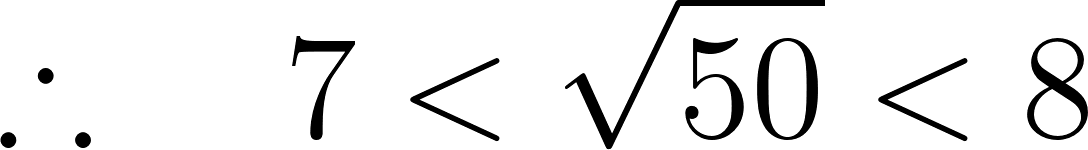 ∴ 7 < √50 < 8